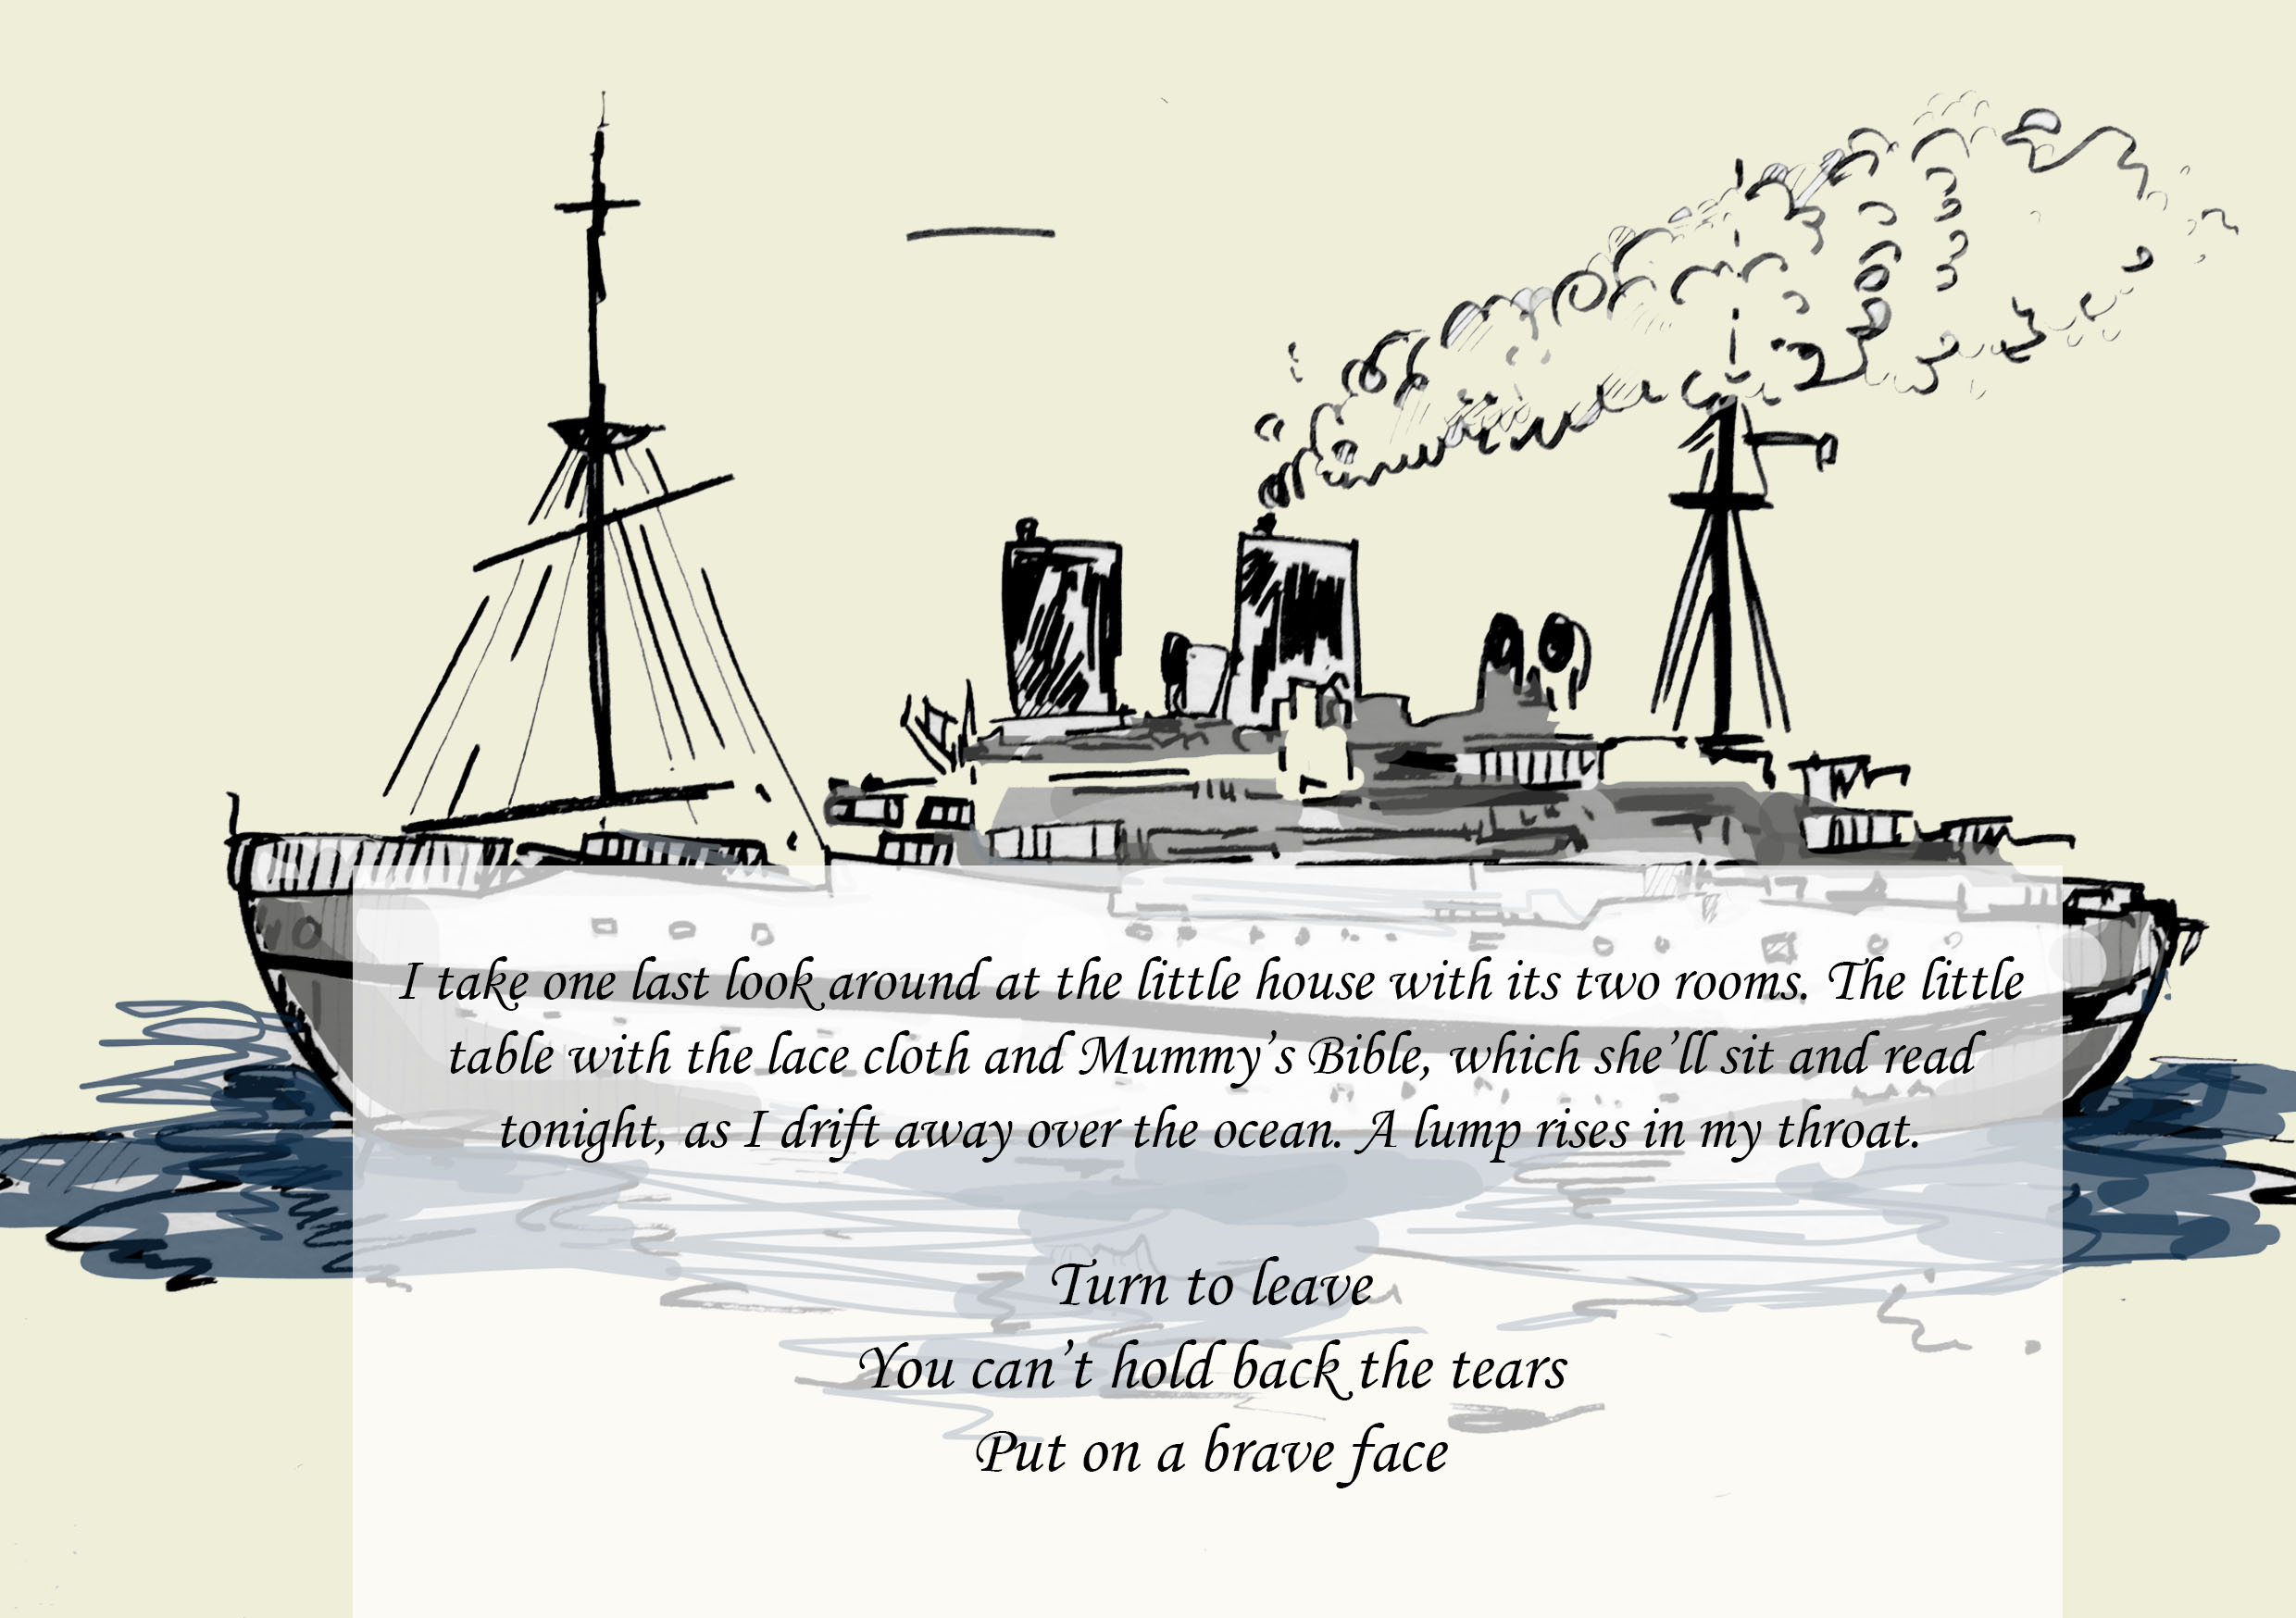 I take one last look around at the little house with its two rooms. The little
table with the lace cloth and Mummy’s Bible, which she’ll sit and read
tonight, as I drift away over the ocean. A lump rises in my throat.
Turn to leave
You can’t hold back the tears
Put on a brave face